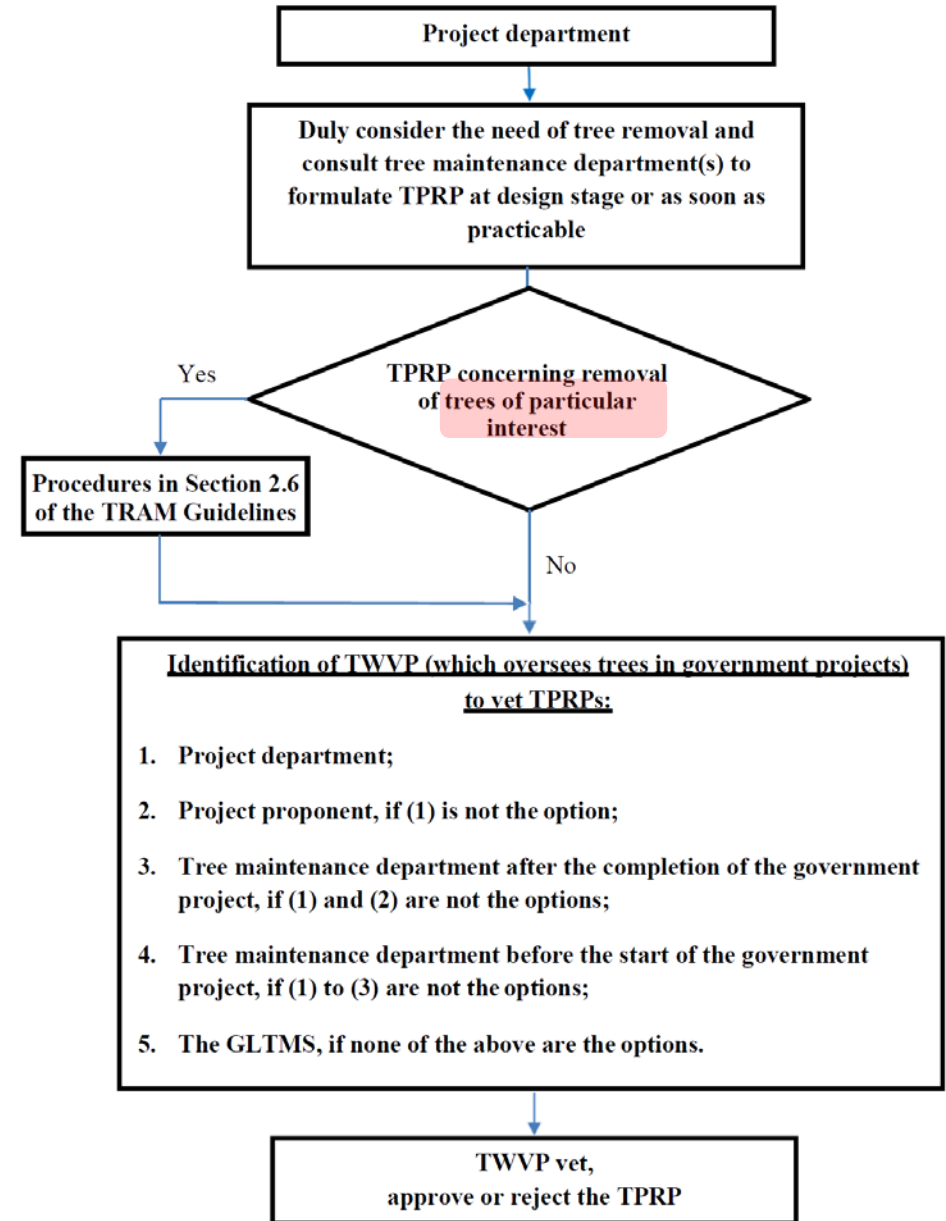 Project department
Duly consider the need of tree removal and
consult tree maintenance department(s) to
formulate TPRP at design stage or as soon as
practicable
TPRP concerning removal
of trees of particular
interest
Yes
Procedures in Section 2.6
of the TRAM Guidelines
No
Identification of TWVP (which oversees trees in government projects)
to vet TPRPs:
1. Project department;
2. Project proponent, if (1) is not the option;
3. Tree maintenance department after the completion of the government
project, if (1) and (2) are not the options;
4. Tree maintenance department before the start of the government
project, if (1) to (3) are not the options;
5. The GLTMS, if none of the above are the options.
TWVP vet,
approve or reject the TPRP